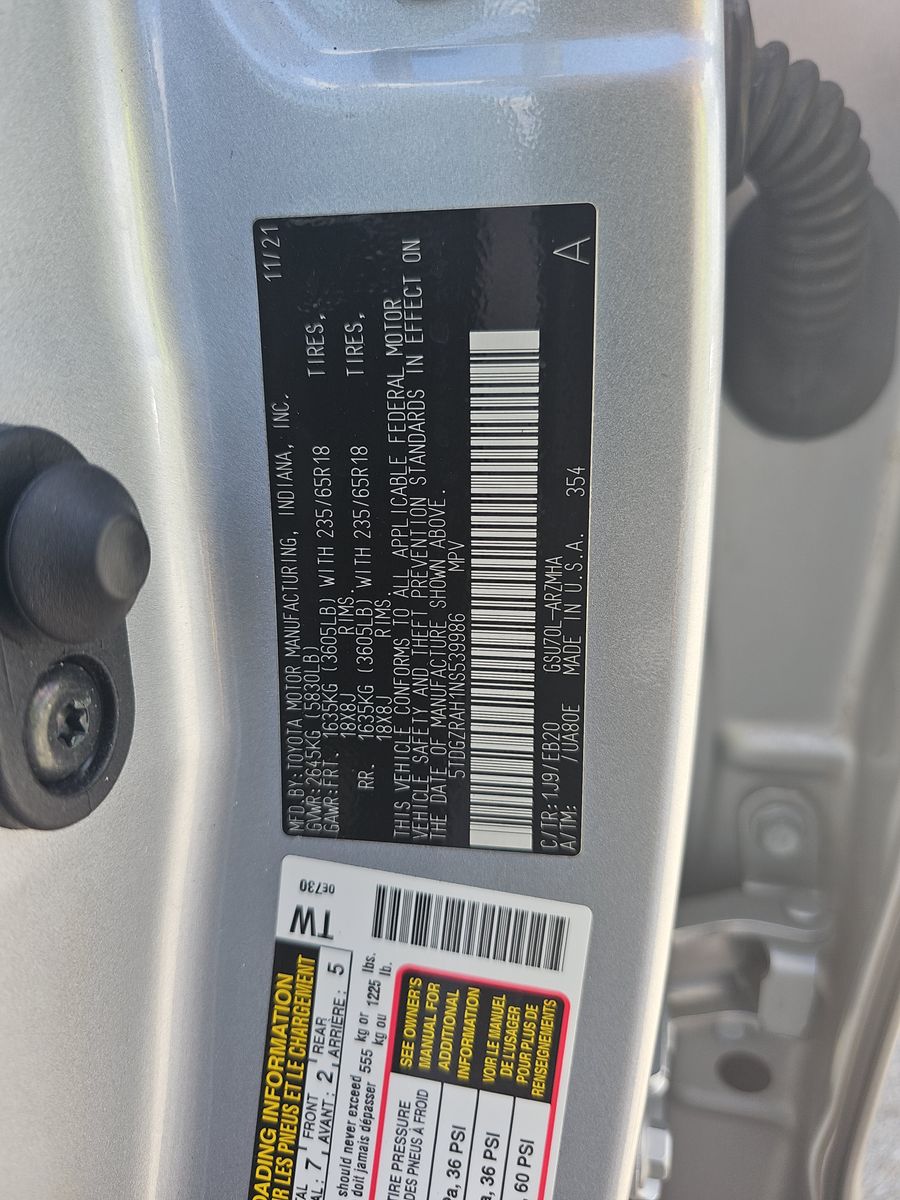 MFD.BY:TOYOTA MOTOR MANUFACTURING, INDIANA, INC. 11/21
GVWR:2645KG (5830LB)
GAWR:FRT. 1635KG (3605LB) WITH 235/65R18 TIRES,
18X8J RIMS.
RR. 1635KG (3605LB) WITH 235/65R18 TIRES,
18X8J RIMS.
THIS VEHICLE CONFORMS TO ALL APPLICABLE FEDERAL MOTOR
VEHICLE SAFETY AND THEFT PREVENTION STANDARDS IN EFFECT ON
THE DATE OF MANUFACTURE SHOWN ABOVE.
5TDGZRAH1NS539986 MPV
C/TR:1J9/EB20 GSU70L-ARZMHA A
A/TM: /UA80E MADE IN U.S.A. 354
TW 0E730
OADING INFORMATION
R LES PNEUS ET LE CHARGEMENT
TAL 7 FRONT 2 REAR 5
AL: 7 AVANT: 2 ARRIÈRE: 5
should never exceed 555 kg or 1225 lbs.
doit jamais dépasser 555 kg ou 1225 lb.
TIRE PRESSURE
DES PNEUS À FROID
Pa, 36 PSI
a, 36 PSI
60 PSI
SEE OWNER'S
MANUAL FOR
ADDITIONAL
INFORMATION
VOIR LE MANUEL
DE L'USAGER
POUR PLUS DE
RENSEIGNEMENTS